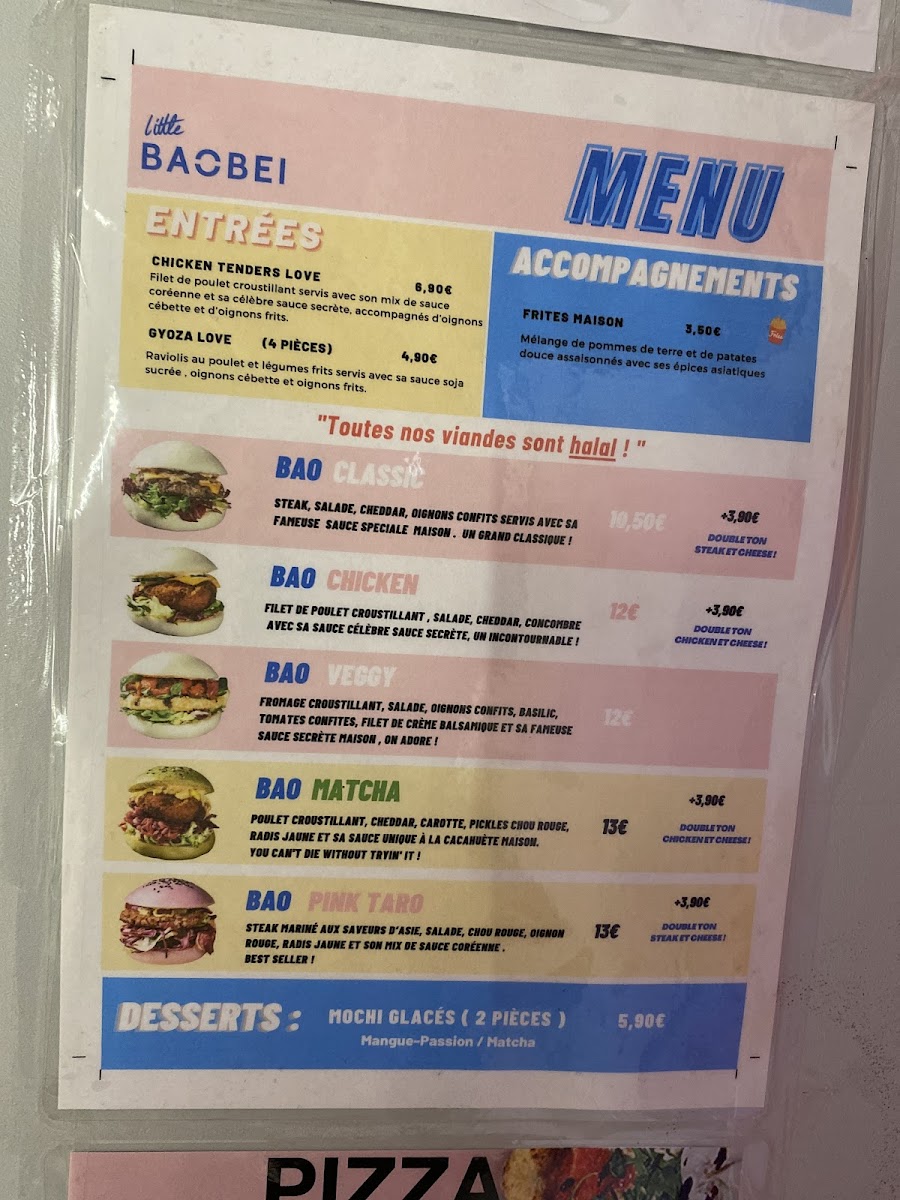 little
BAOBEI
MENU
ENTRÉES
CHICKEN TENDERS LOVE 6,90€
Filet de poulet croustillant servis avec son mix de sauce
coréenne et sa célèbre sauce secrète, accompagnés d'oignons
cébette et d'oignons frits.
GYOZA LOVE (4 PIÈCES) 4,90€
Raviolis au poulet et légumes frits servis avec sa sauce soja
sucrée , oignons cébette et oignons frits.
ACCOMPAGNEMENTS
FRITES MAISON 3,50€
Mélange de pommes de terre et de patates
douce assaisonnés avec ses épices asiatiques
"Toutes nos viandes sont halal ! "
BAO CLASSIC
STEAK, SALADE, CHEDDAR, OIGNONS CONFITS SERVIS AVEC SA
FAMEUSE SAUCE SPECIALE MAISON . UN GRAND CLASSIQUE !
10,50€
+3,90€
DOUBLE TON
STEAK ET CHEESE !
BAO CHICKEN
FILET DE POULET CROUSTILLANT , SALADE, CHEDDAR, CONCOMBRE
AVEC SA SAUCE CÉLÈBRE SAUCE SECRÈTE, UN INCONTOURNABLE !
12€
+3,90€
DOUBLE TON
CHICKEN ET CHEESE !
BAO VEGGY
FROMAGE CROUSTILLANT, SALADE, OIGNONS CONFITS, BASILIC,
TOMATES CONFITES, FILET DE CRÈME BALSAMIQUE ET SA FAMEUSE
SAUCE SECRÈTE MAISON , ON ADORE !
12€
BAO MATCHA
POULET CROUSTILLANT, CHEDDAR, CAROTTE, PICKLES CHOU ROUGE,
RADIS JAUNE ET SA SAUCE UNIQUE À LA CACAHUÈTE MAISON.
YOU CAN'T DIE WITHOUT TRYIN' IT !
13€
+3,90€
DOUBLE TON
CHICKEN ET CHEESE !
BAO PINK TARO
STEAK MARINÉ AUX SAVEURS D'ASIE, SALADE, CHOU ROUGE, OIGNON
ROUGE, RADIS JAUNE ET SON MIX DE SAUCE CORÉENNE .
BEST SELLER !
13€
+3,90€
DOUBLE TON
STEAK ET CHEESE !
DESSERTS : MOCHI GLACÉS ( 2 PIÈCES ) 5,90€
Mangue-Passion / Matcha
PIZZA